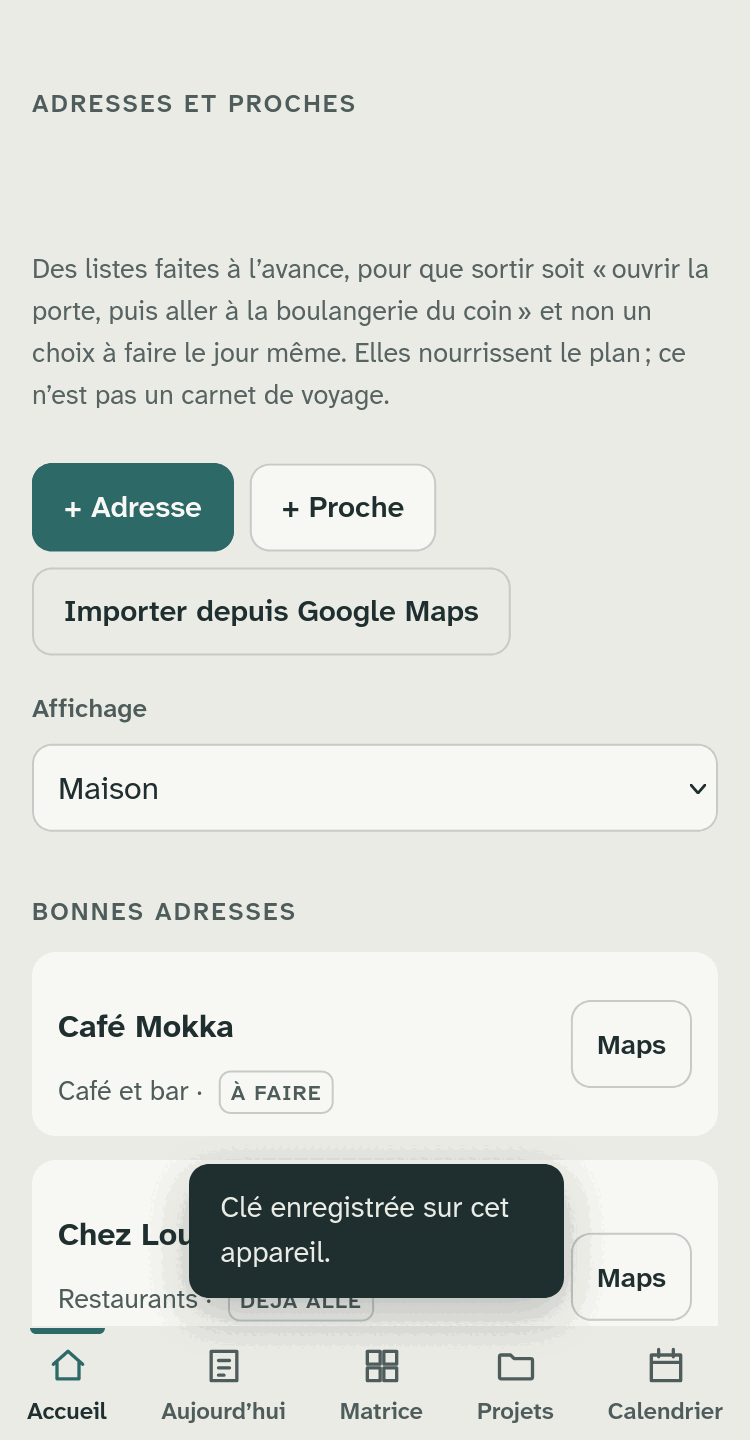 ADRESSES ET PROCHES
Des listes faites à l’avance, pour que sortir soit « ouvrir la
porte, puis aller à la boulangerie du coin » et non un
choix à faire le jour même. Elles nourrissent le plan ; ce
n’est pas un carnet de voyage.
+ Adresse
+ Proche
Importer depuis Google Maps
Affichage
Maison
BONNES ADRESSES
Café Mokka
Maps
Café et bar ·
À FAIRE
Clé enregistrée sur cet
appareil.
Chez
Maps
Restaurants ·
DÉJÀ ALLÉ
Accueil
Aujourd’hui
Matrice
Projets
Calendrier